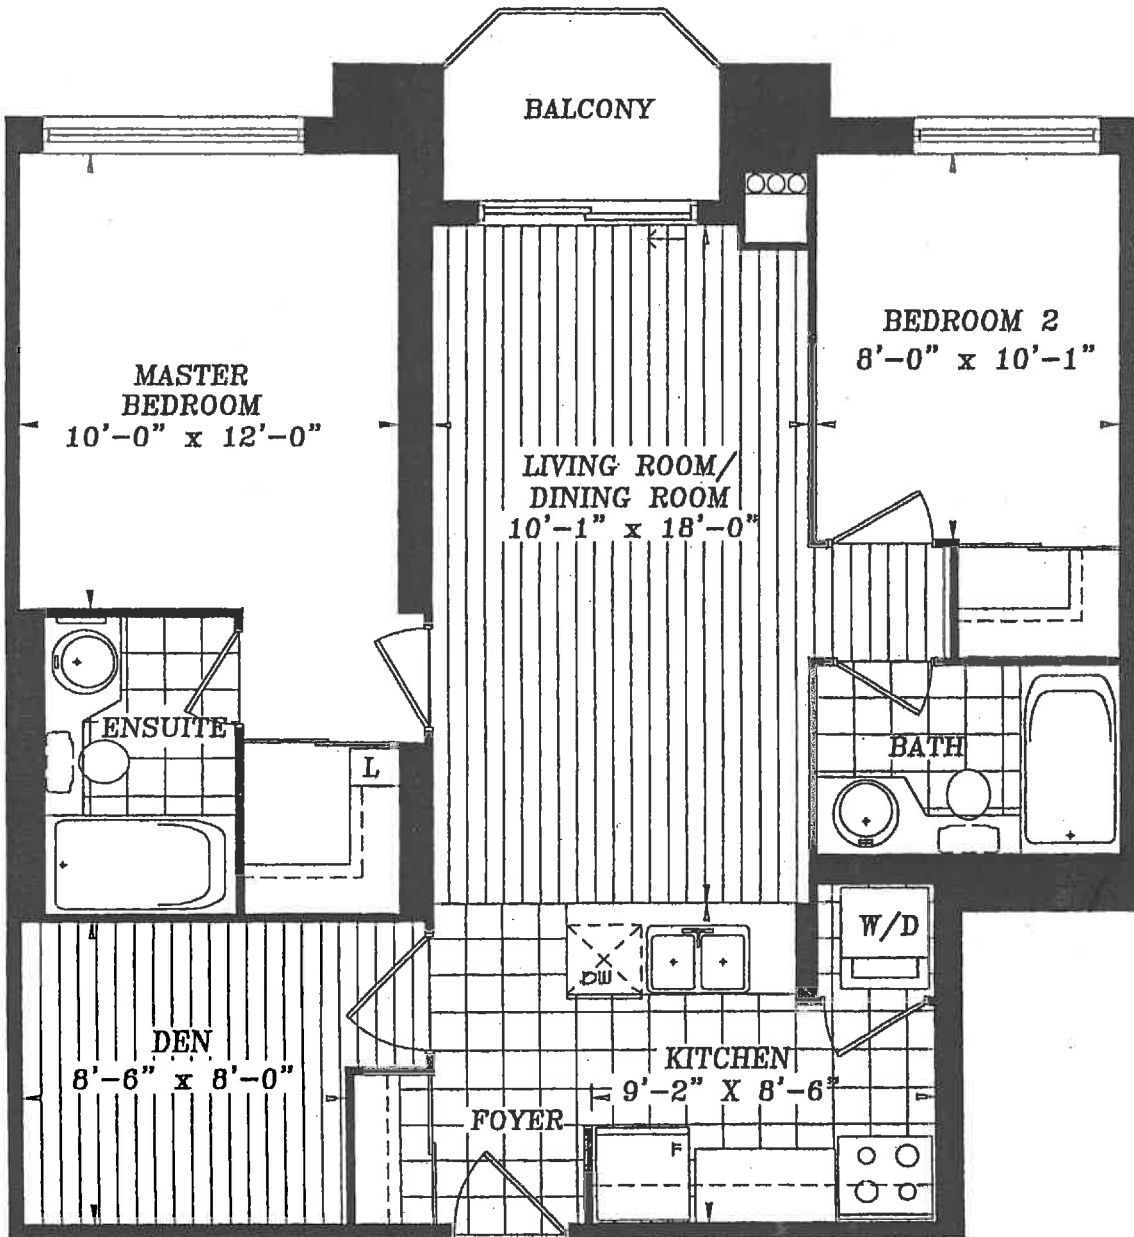 BALCONY
MASTER
BEDROOM
10'-0" x 12'-0"
BEDROOM 2
8'-0" x 10'-1"
LIVING ROOM/
DINING ROOM
10'-1" x 18'-0"
ENSUITE
L
BATH
W/D
DW
DEN
8'-6" x 8'-0"
KITCHEN
9'-2" X 8'-6"
FOYER
F